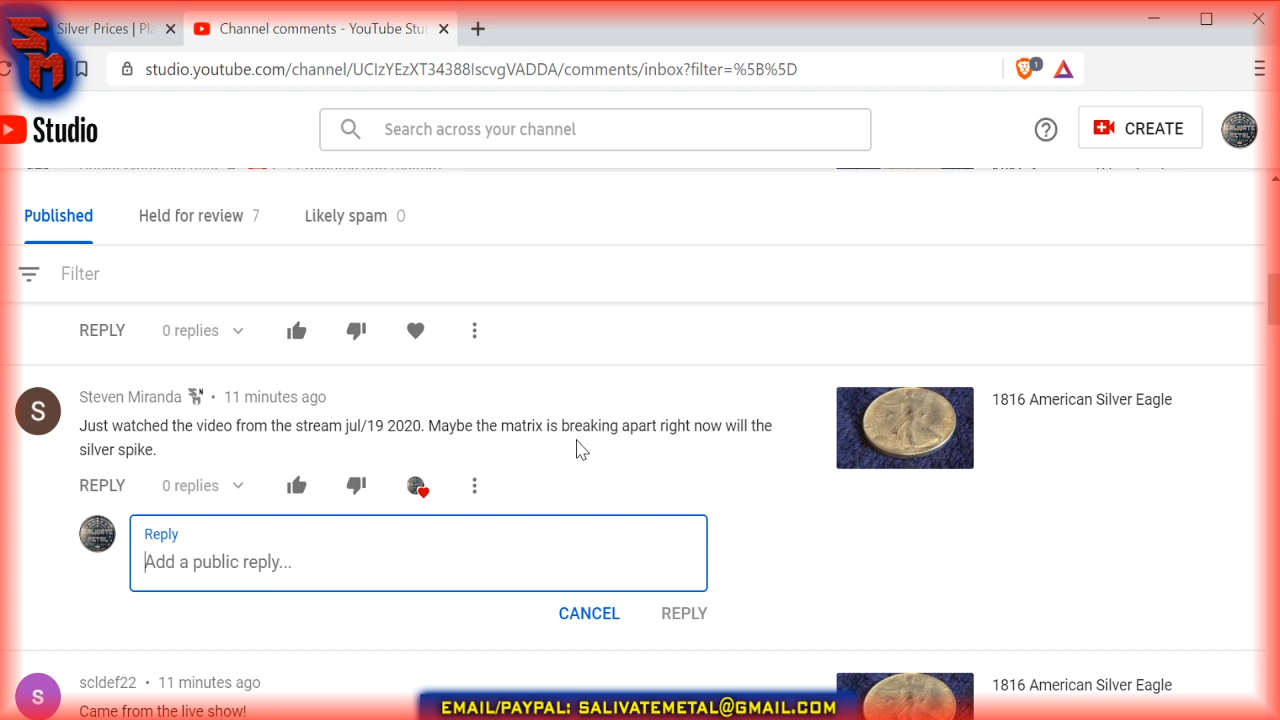 Silver Prices | Pla
Channel comments - YouTube Stu
studio.youtube.com/channel/UCIzYEzXT34388IscvgVADDA/comments/inbox?filter=%5B%5D
1
SM
Studio
Search across your channel
CREATE
SALIVATE METAL
Published
Held for review 7
Likely spam 0
Filter
REPLY 0 replies
Steven Miranda • 11 minutes ago
Just watched the video from the stream jul/19 2020. Maybe the matrix is breaking apart right now will the
silver spike.
1816 American Silver Eagle
REPLY 0 replies
Reply
Add a public reply...
CANCEL REPLY
S
scldef22 • 11 minutes ago
Came from the live show!
1816 American Silver Eagle
S
EMAIL/PAYPAL: SALIVATEMETAL@GMAIL.COM